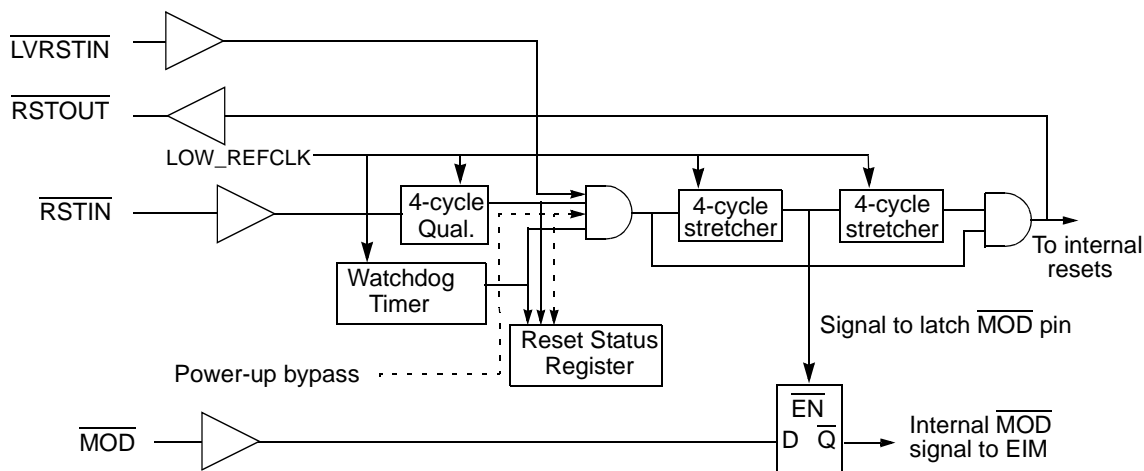 LVRSTIN
RSTOUT
LOW_REFCLK
RSTIN
4-cycle
Qual.
4-cycle
stretcher
4-cycle
stretcher
To internal
resets
Watchdog
Timer
Reset Status
Register
Signal to latch MOD pin
Power-up bypass
EN
D Q
MOD
Internal MOD
signal to EIM